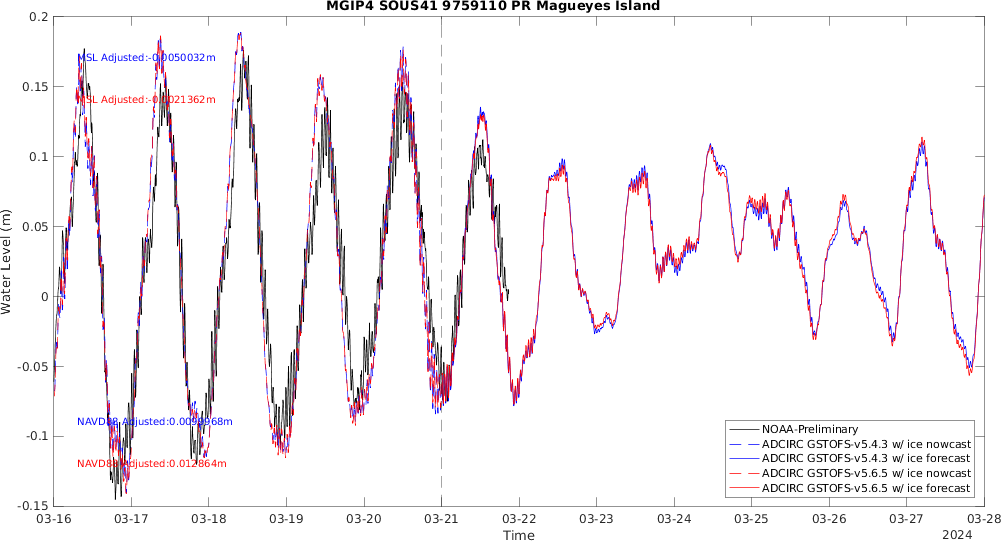 MGIP4 SOUS41 9759110 PR Magueyes Island
0.2
0.15
0.1
0.05
0
-0.05
-0.1
-0.15
Water Level (m)
MSL Adjusted:-0.0050032m
MSL Adjusted:-0.0021362m
NAVD88 Adjusted:
NAVD88 Adjusted:0.012864m
NOAA-Preliminary
ADCIRC GSTOFS-v5.4.3 w/ ice nowcast
ADCIRC GSTOFS-v5.4.3 w/ ice forecast
ADCIRC GSTOFS-v5.6.5 w/ ice nowcast
ADCIRC GSTOFS-v5.6.5 w/ ice forecast
03-16 03-17 03-18 03-19 03-20 03-21 03-22 03-23 03-24 03-25 03-26 03-27 03-28
Time
2024